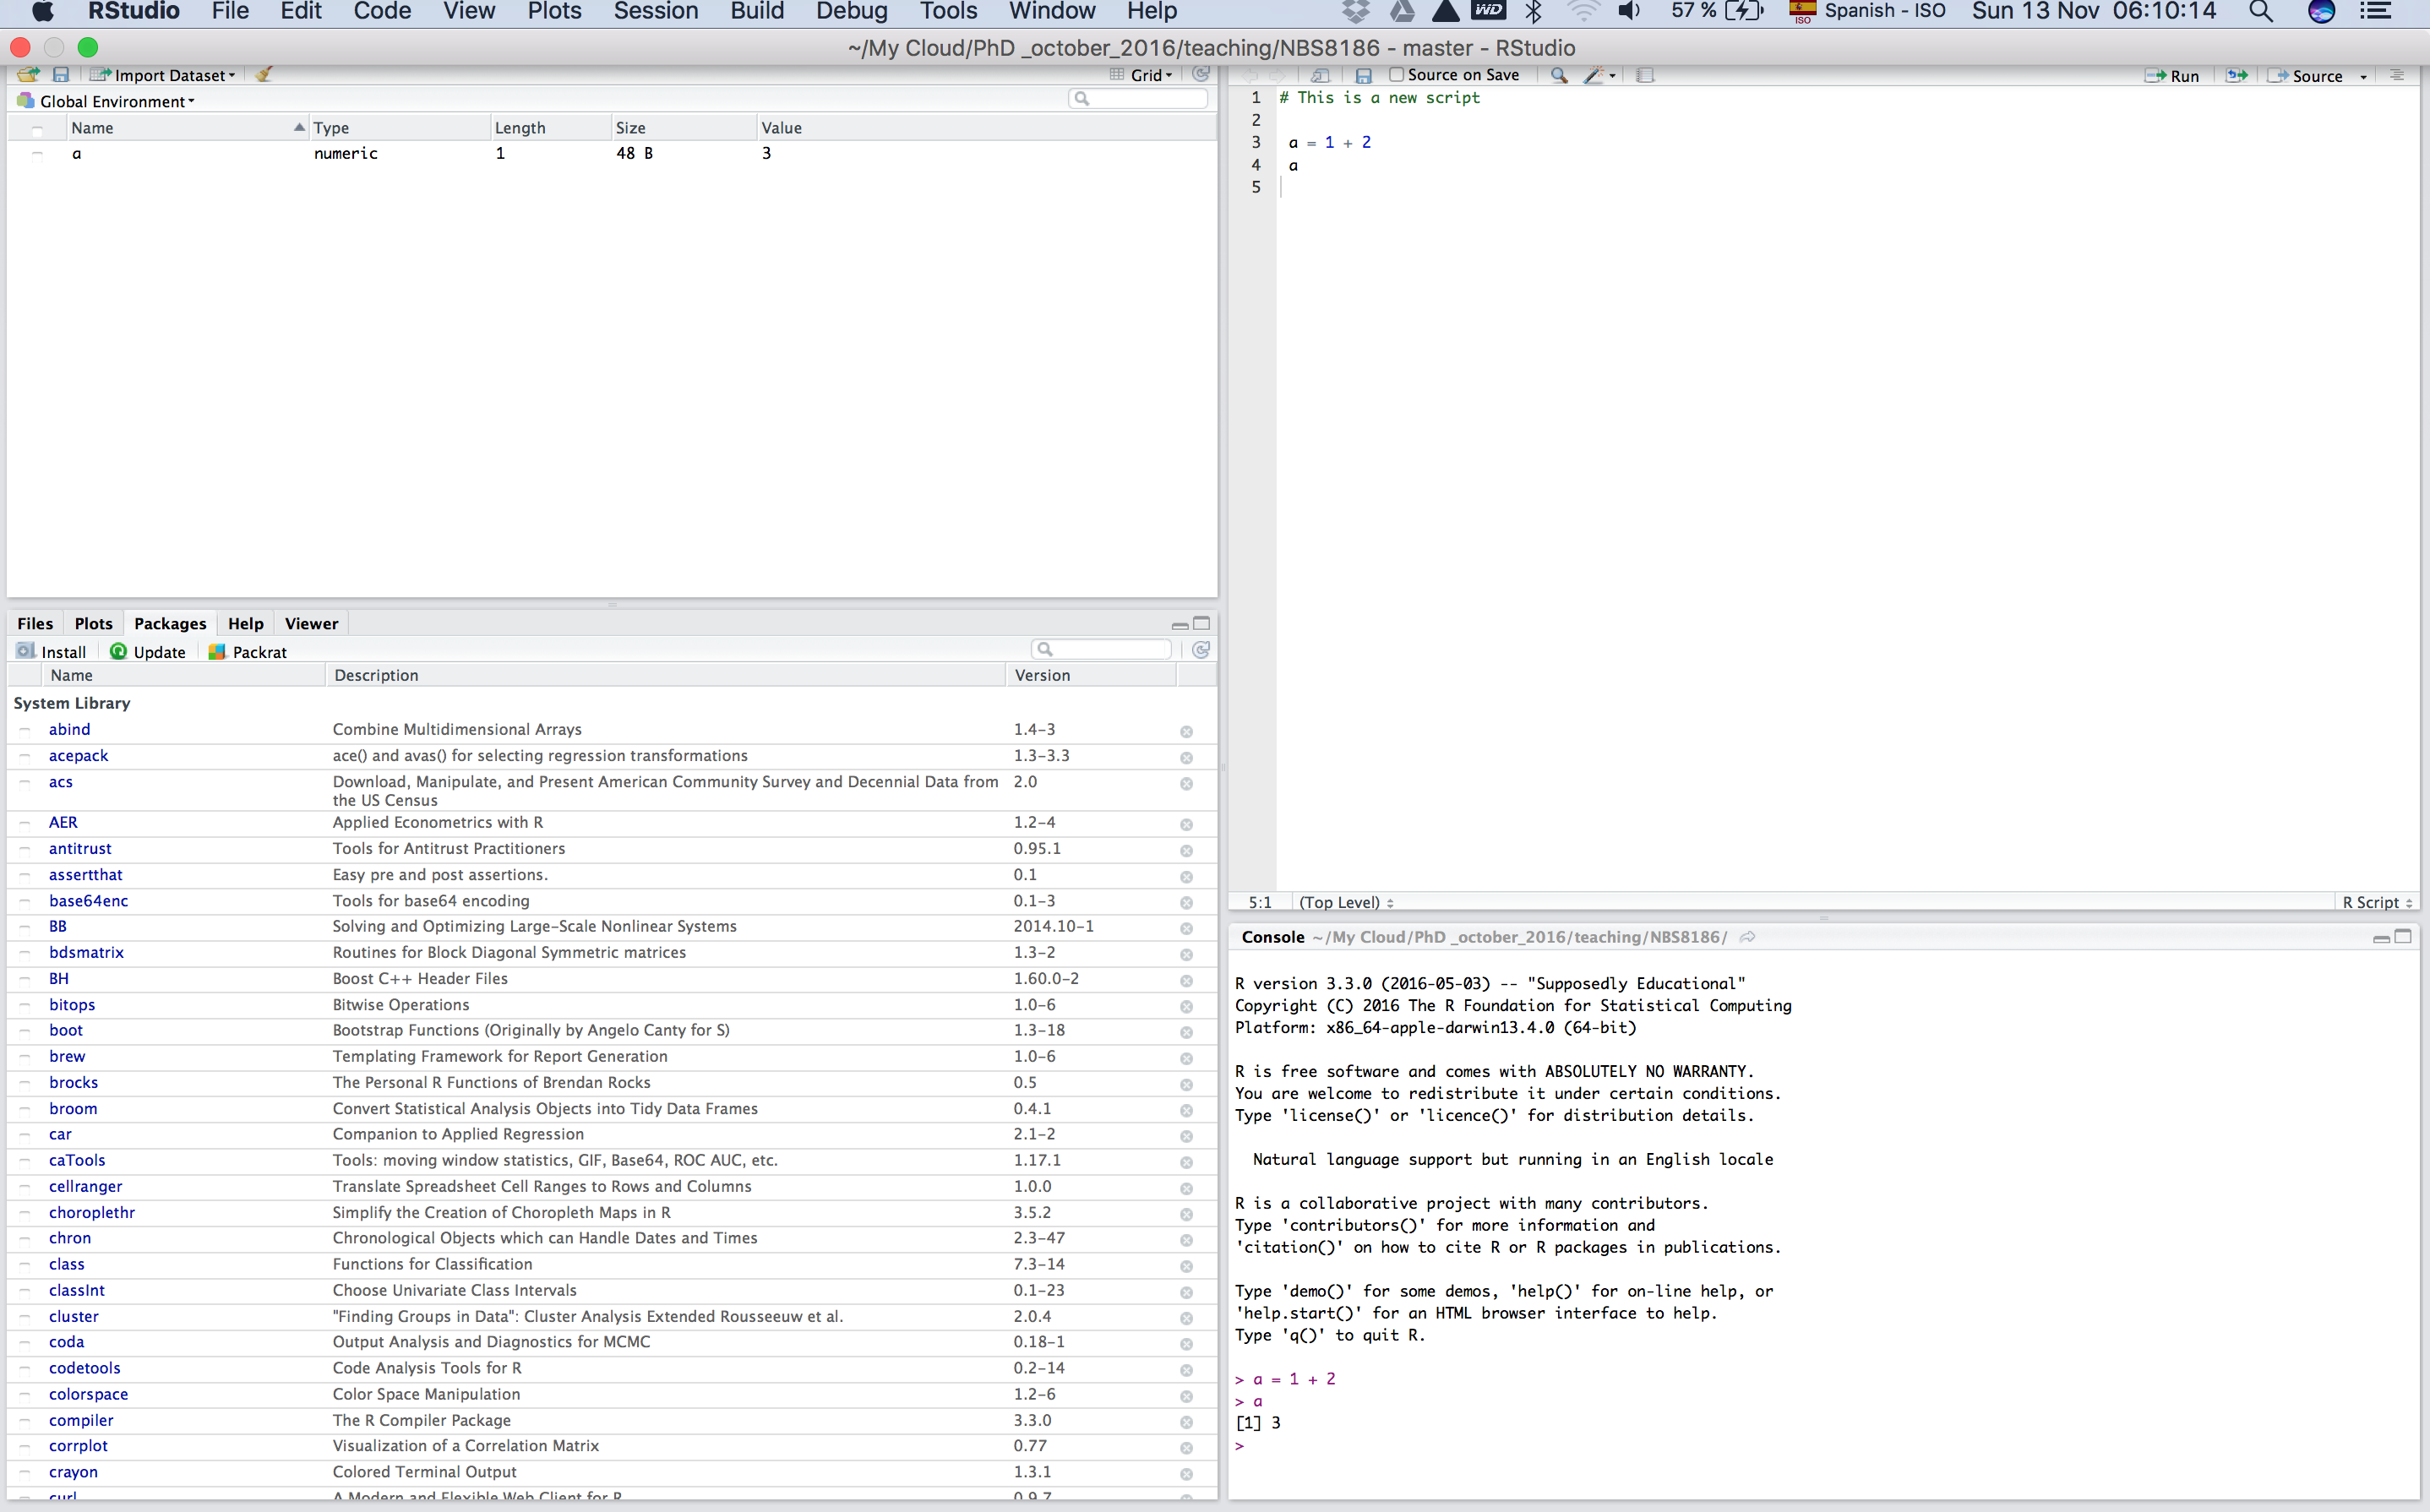 RStudio File Edit Code View Plots Session Build Debug Tools Window Help WD 57 % ISO Spanish - ISO Sun 13 Nov 06:10:14
~/My Cloud/PhD _october_2016/teaching/NBS8186 - master - RStudio
Import Dataset Grid
Global Environment
Name Type Length Size Value
a numeric 1 48 B 3
Files Plots Packages Help Viewer
Install Update Packrat
Name Description Version
System Library
abind Combine Multidimensional Arrays 1.4-3
acepack ace() and avas() for selecting regression transformations 1.3-3.3
acs Download, Manipulate, and Present American Community Survey and Decennial Data from 2.0
the US Census
AER Applied Econometrics with R 1.2-4
antitrust Tools for Antitrust Practitioners 0.95.1
assertthat Easy pre and post assertions. 0.1
base64enc Tools for base64 encoding 0.1-3
BB Solving and Optimizing Large-Scale Nonlinear Systems 2014.10-1
bdsmatrix Routines for Block Diagonal Symmetric matrices 1.3-2
BH Boost C++ Header Files 1.60.0-2
bitops Bitwise Operations 1.0-6
boot Bootstrap Functions (Originally by Angelo Canty for S) 1.3-18
brew Templating Framework for Report Generation 1.0-6
brocks The Personal R Functions of Brendan Rocks 0.5
broom Convert Statistical Analysis Objects into Tidy Data Frames 0.4.1
car Companion to Applied Regression 2.1-2
caTools Tools: moving window statistics, GIF, Base64, ROC AUC, etc. 1.17.1
cellranger Translate Spreadsheet Cell Ranges to Rows and Columns 1.0.0
choroplethr Simplify the Creation of Choropleth Maps in R 3.5.2
chron Chronological Objects which can Handle Dates and Times 2.3-47
class Functions for Classification 7.3-14
classInt Choose Univariate Class Intervals 0.1-23
cluster "Finding Groups in Data": Cluster Analysis Extended Rousseeuw et al. 2.0.4
coda Output Analysis and Diagnostics for MCMC 0.18-1
codetools Code Analysis Tools for R 0.2-14
colorspace Color Space Manipulation 1.2-6
compiler The R Compiler Package 3.3.0
corrplot Visualization of a Correlation Matrix 0.77
crayon Colored Terminal Output 1.3.1
curl A Modern and Flexible Web Client for R 0.9.7
Source on Save Run Source
1 # This is a new script
2
3 a = 1 + 2
4 a
5
5:1 (Top Level) R Script
Console ~/My Cloud/PhD _october_2016/teaching/NBS8186/
R version 3.3.0 (2016-05-03) -- "Supposedly Educational"
Copyright (C) 2016 The R Foundation for Statistical Computing
Platform: x86_64-apple-darwin13.4.0 (64-bit)
R is free software and comes with ABSOLUTELY NO WARRANTY.
You are welcome to redistribute it under certain conditions.
Type 'license()' or 'licence()' for distribution details.
Natural language support but running in an English locale
R is a collaborative project with many contributors.
Type 'contributors()' for more information and
'citation()' on how to cite R or R packages in publications.
Type 'demo()' for some demos, 'help()' for on-line help, or
'help.start()' for an HTML browser interface to help.
Type 'q()' to quit R.
> a = 1 + 2
> a
[1] 3
>